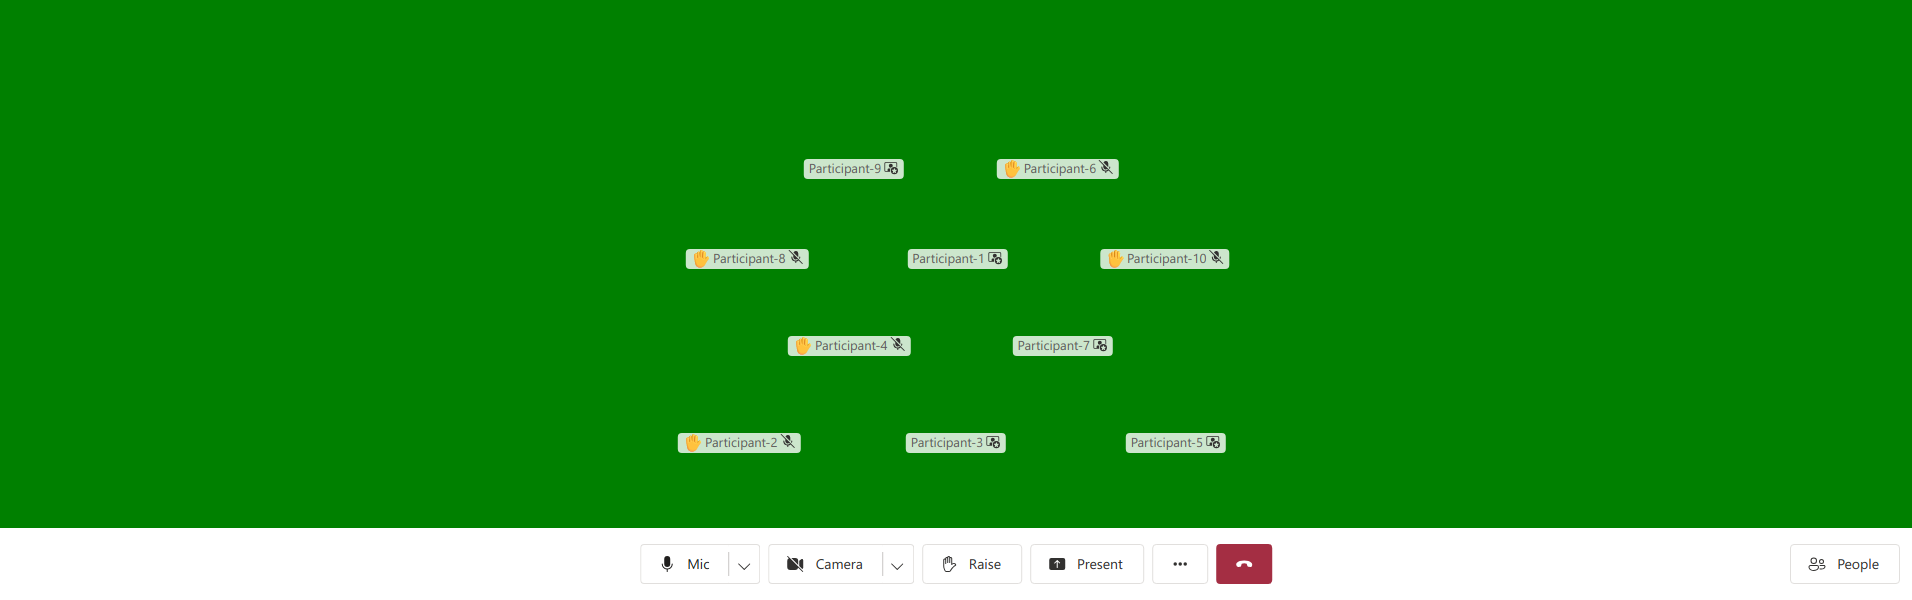 Participant-9 Participant-6
Participant-8 Participant-1 Participant-10
Participant-4 Participant-7
Participant-2 Participant-3 Participant-5
Mic Camera Raise Present People